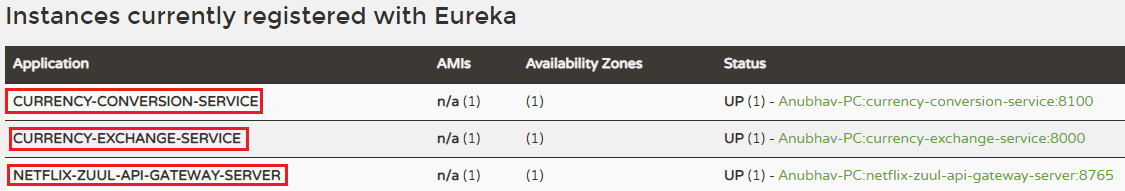 Instances currently registered with Eureka
Application AMIs Availability Zones Status
CURRENCY-CONVERSION-SERVICE n/a (1) (1) UP (1) - Anubhav-PC:currency-conversion-service:8100
CURRENCY-EXCHANGE-SERVICE n/a (1) (1) UP (1) - Anubhav-PC:currency-exchange-service:8000
NETFLIX-ZUUL-API-GATEWAY-SERVER n/a (1) (1) UP (1) - Anubhav-PC:netflix-zuul-api-gateway-server:8765